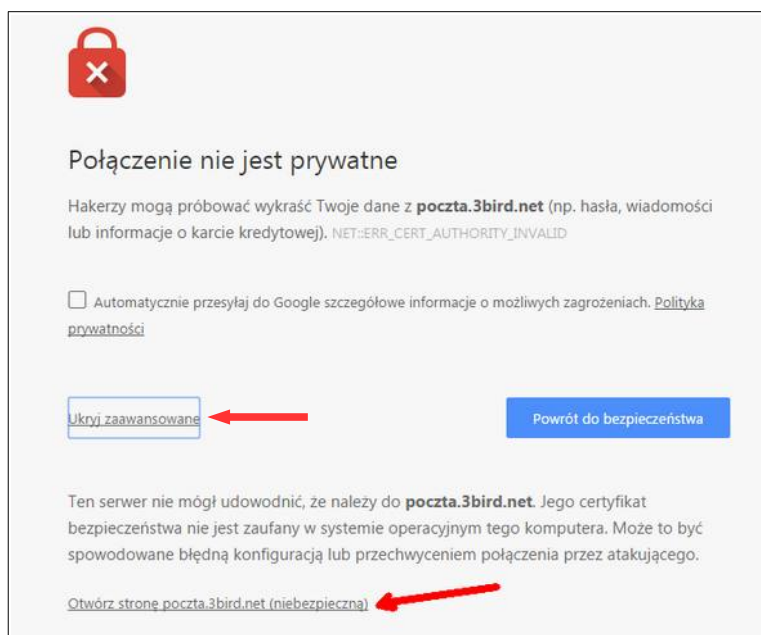 Połączenie nie jest prywatne
Hakerzy mogą próbować wykraść Twoje dane z poczta.3bird.net (np. hasła, wiadomości
lub informacje o karcie kredytowej). NET::ERR_CERT_AUTHORITY_INVALID
Automatycznie przesyłaj do Google szczegółowe informacje o możliwych zagrożeniach. Polityka
prywatności
Ukryj zaawansowane
Powrót do bezpieczeństwa
Ten serwer nie mógł udowodnić, że należy do poczta.3bird.net. Jego certyfikat
bezpieczeństwa nie jest zaufany w systemie operacyjnym tego komputera. Może to być
spowodowane błędną konfiguracją lub przechwyceniem połączenia przez atakującego.
Otwórz stronę poczta.3bird.net (niebezpieczną)